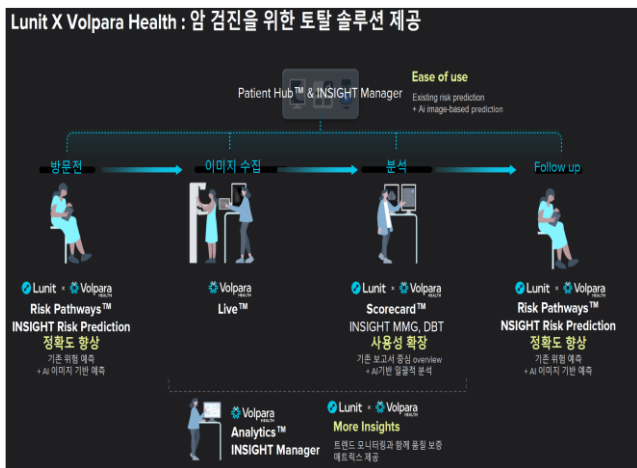 Lunit X Volpara Health : 암 검진을 위한 토탈 솔루션 제공
Patient Hub™ & INSIGHT Manager
Ease of use
Existing risk prediction
+ Ai image-based prediction
방문전
이미지 수집
분석
Follow up
Lunit × Volpara HEALTH
Risk Pathways™
INSIGHT Risk Prediction
정확도 향상
기존 위험 예측
+ AI 이미지 기반 예측
Volpara HEALTH
Live™
Lunit × Volpara HEALTH
Scorecard™
INSIGHT MMG, DBT
사용성 확장
기존 보고서 중심 overview
+ AI기반 일괄적 분석
Lunit × Volpara HEALTH
Risk Pathways™
NSIGHT Risk Prediction
정확도 향상
기존 위험 예측
+ AI 이미지 기반 예측
Volpara HEALTH
Analytics™
INSIGHT Manager
Lunit × Volpara HEALTH
More Insights
트렌드 모니터링과 함께 품질 보증
매트릭스 제공